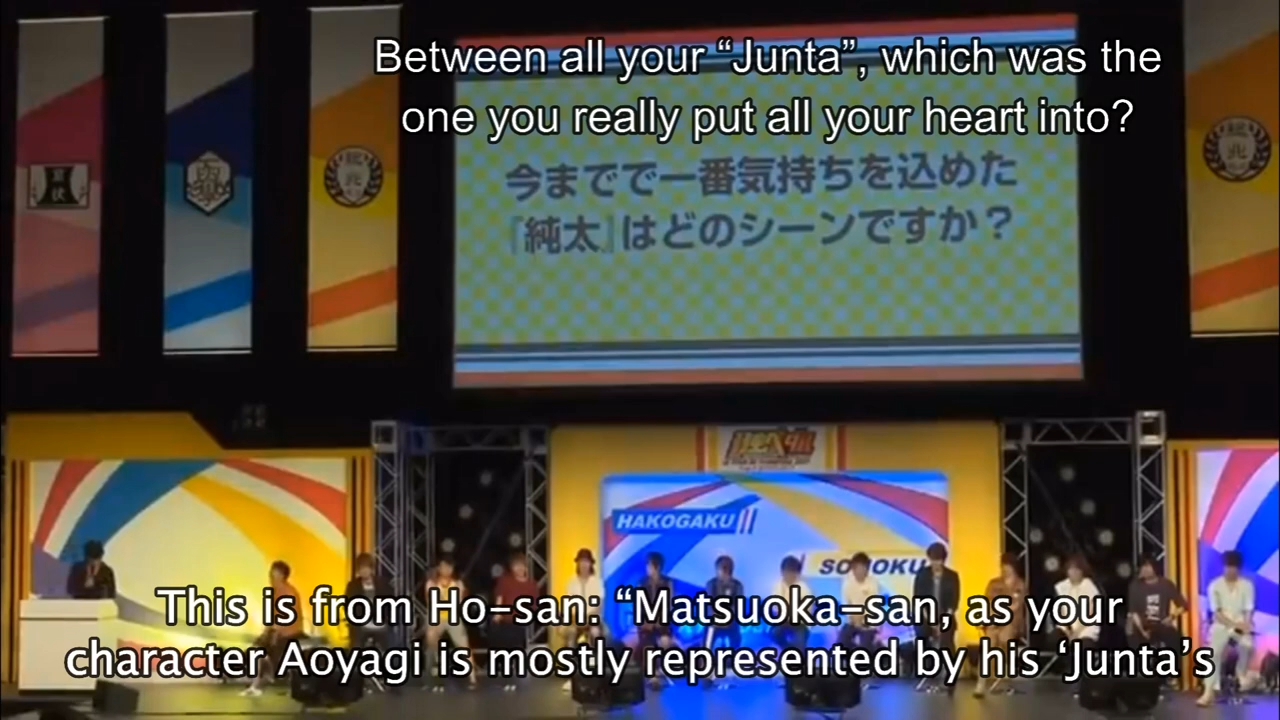 Between all your “Junta”, which was the
one you really put all your heart into?
今までで一番気持ちを込めた
『純太』はどのシーンですか？
HAKOGAKU
SOHOKU
This is from Ho-san: “Matsuoka-san, as your
character Aoyagi is mostly represented by his ‘Junta’s